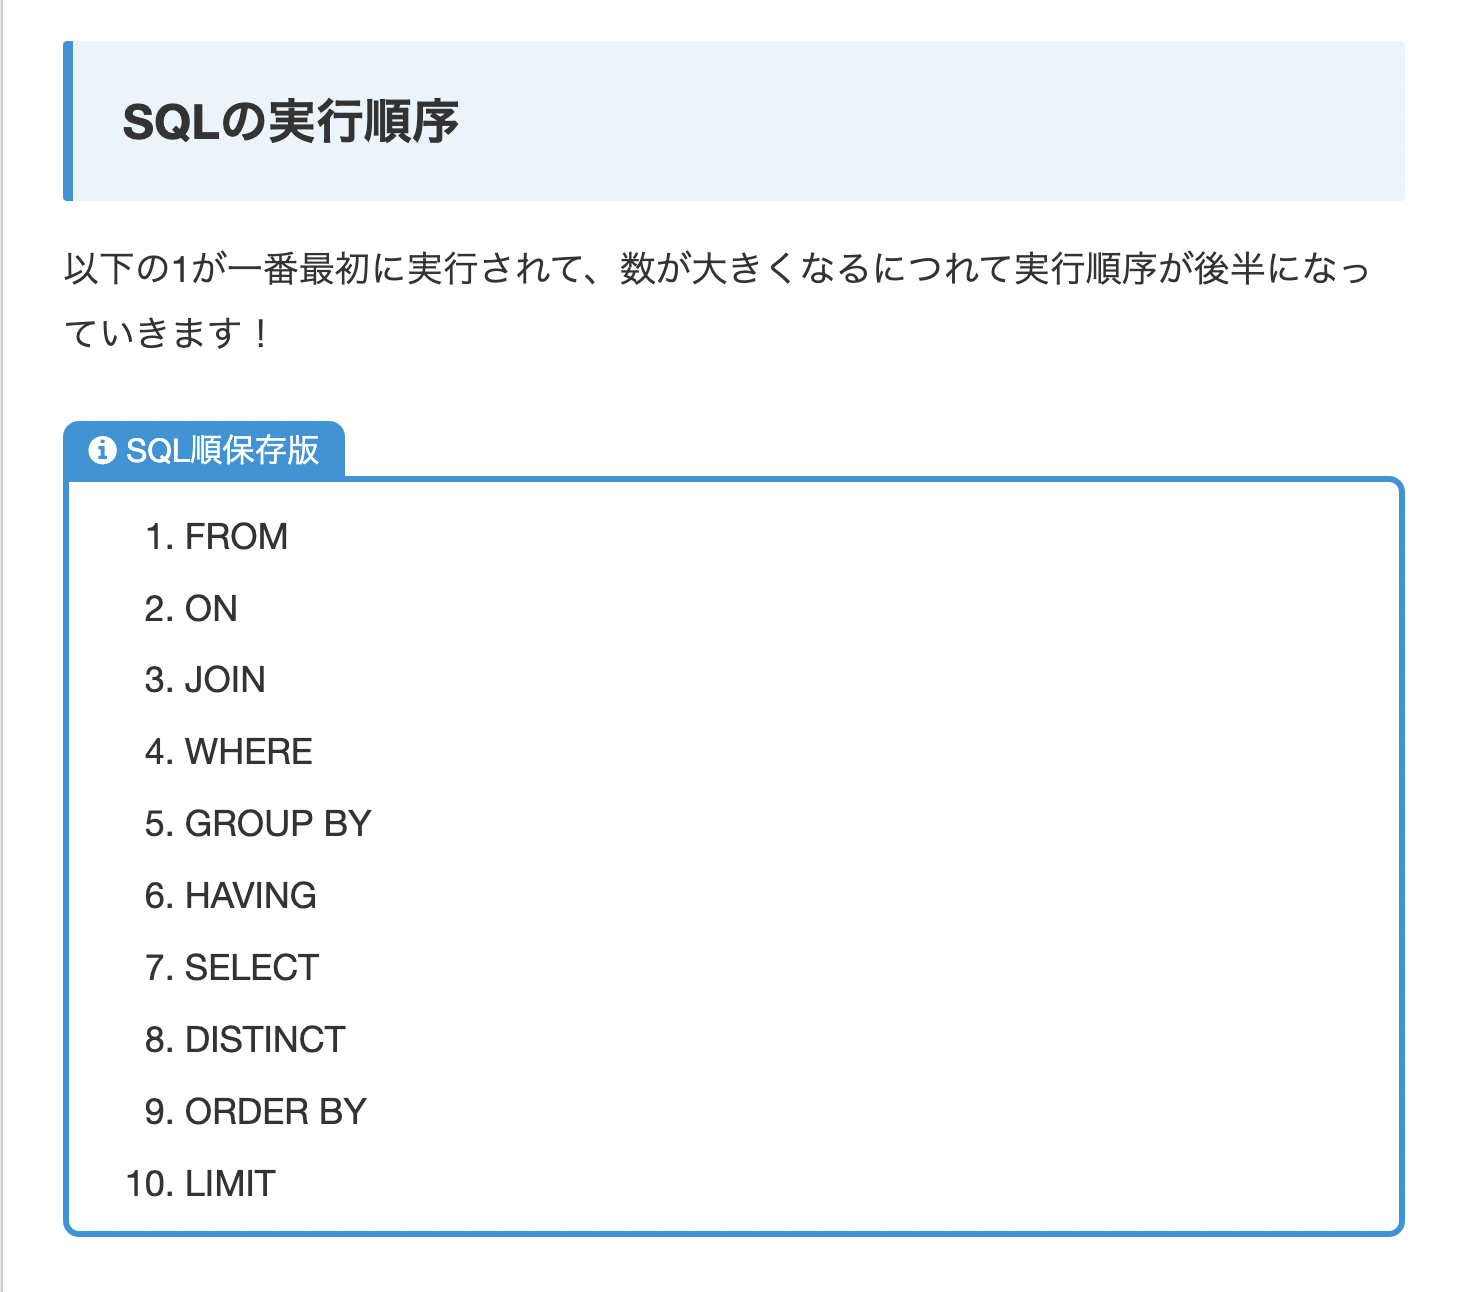 SQLの実行順序
以下の1が一番最初に実行されて、数が大きくなるにつれて実行順序が後半になっ
ていきます！
SQL順保存版
1. FROM
2. ON
3. JOIN
4. WHERE
5. GROUP BY
6. HAVING
7. SELECT
8. DISTINCT
9. ORDER BY
10. LIMIT